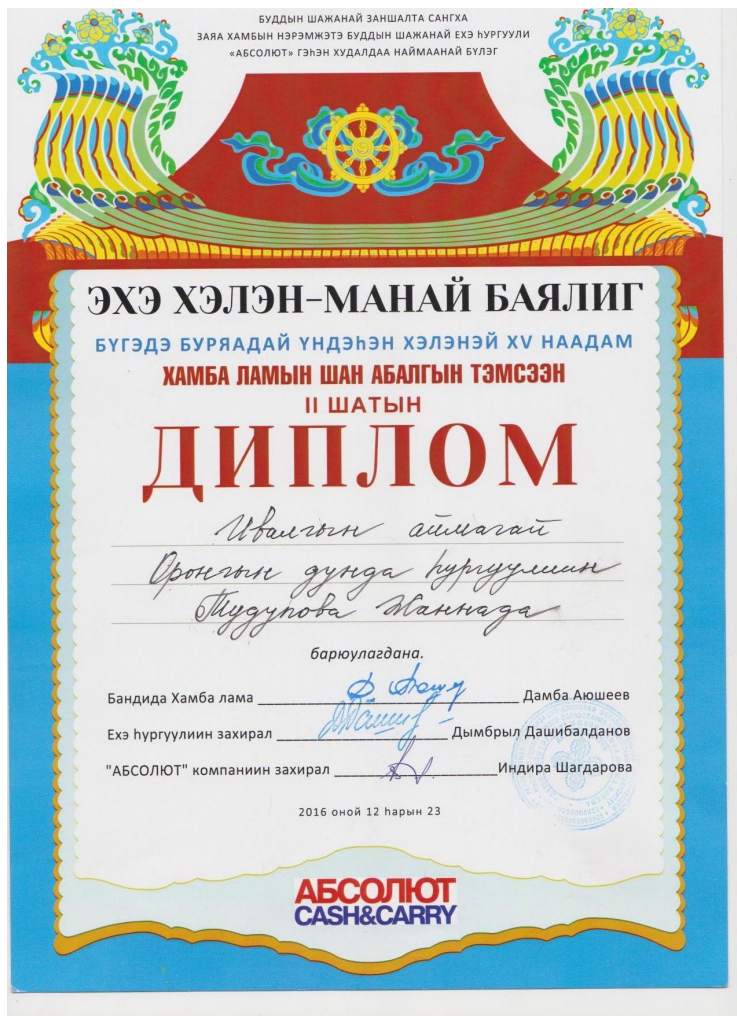 БУДДЫН ШАЖАНАЙ ЗАНШАЛТА САНГХА
ЗАЯА ХАМБЫН НЭРЭМЖЭТЭ БУДДЫН ШАЖАНАЙ ЕХЭ ҺУРГУУЛИ
«АБСОЛЮТ» ГЭҺЭН ХУДАЛДАА НАЙМААНАЙ БҮЛЭГ
ЭХЭ ХЭЛЭН-МАНАЙ БАЯЛИГ
БҮГЭДЭ БУРЯАДАЙ ҮНДЭҺЭН ХЭЛЭНЭЙ XV НААДАМ
ХАМБА ЛАМЫН ШАН АБАЛГЫН ТЭМСЭЭН
II ШАТЫН
ДИПЛОМ
Ивалгын аймагай
Оронгын дунда һургуулиин
Тудупова Жаннада
барюулагдана.
Бандида Хамба лама Дамба Аюшеев
Ехэ һургуулиин захирал Дымбрыл Дашибалданов
"АБСОЛЮТ" компаниин захирал Индира Шагдарова
2016 оной 12 һарын 23
АБСОЛЮТ
CASH&CARRY